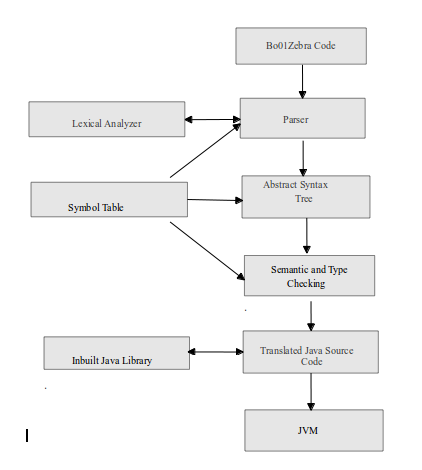 Bo01Zebra Code
Lexical Analyzer
Parser
Abstract Syntax
Tree
Symbol Table
Semantic and Type
Checking
Inbuilt Java Library
Translated Java Source
Code
JVM